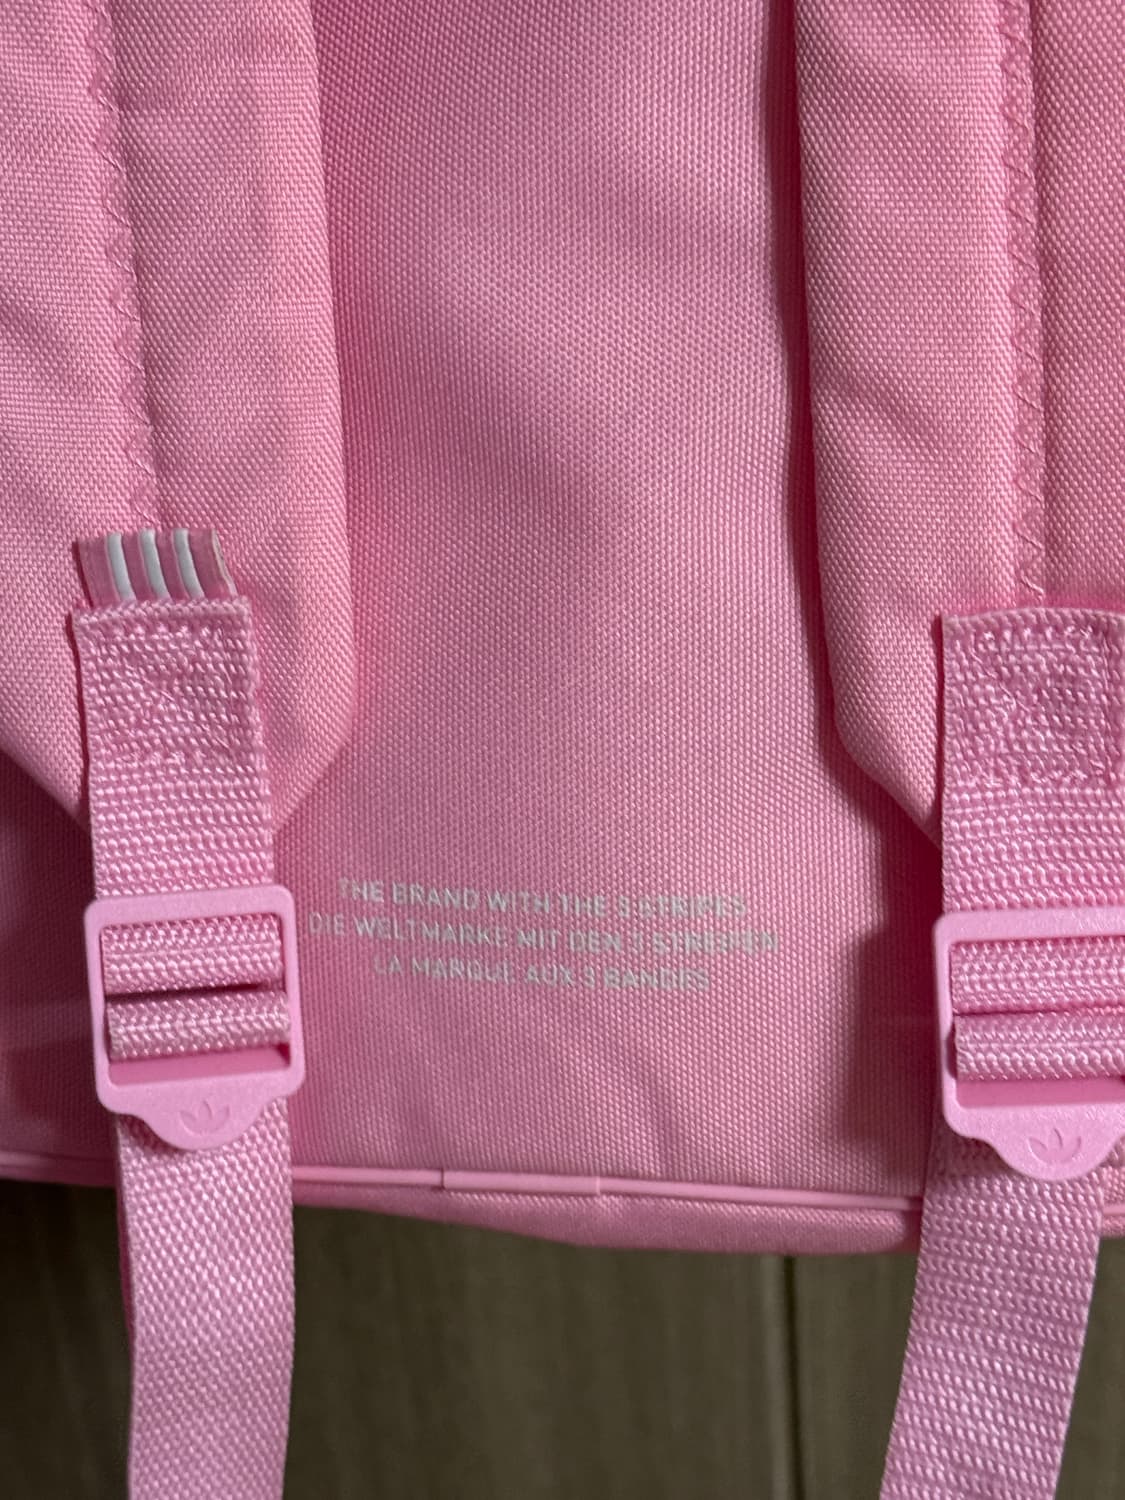 THE BRAND WITH THE 3 STRIPES
DIE WELTMARKE MIT DEN 3 STREIFEN
LA MARQUE AUX 3 BANDES